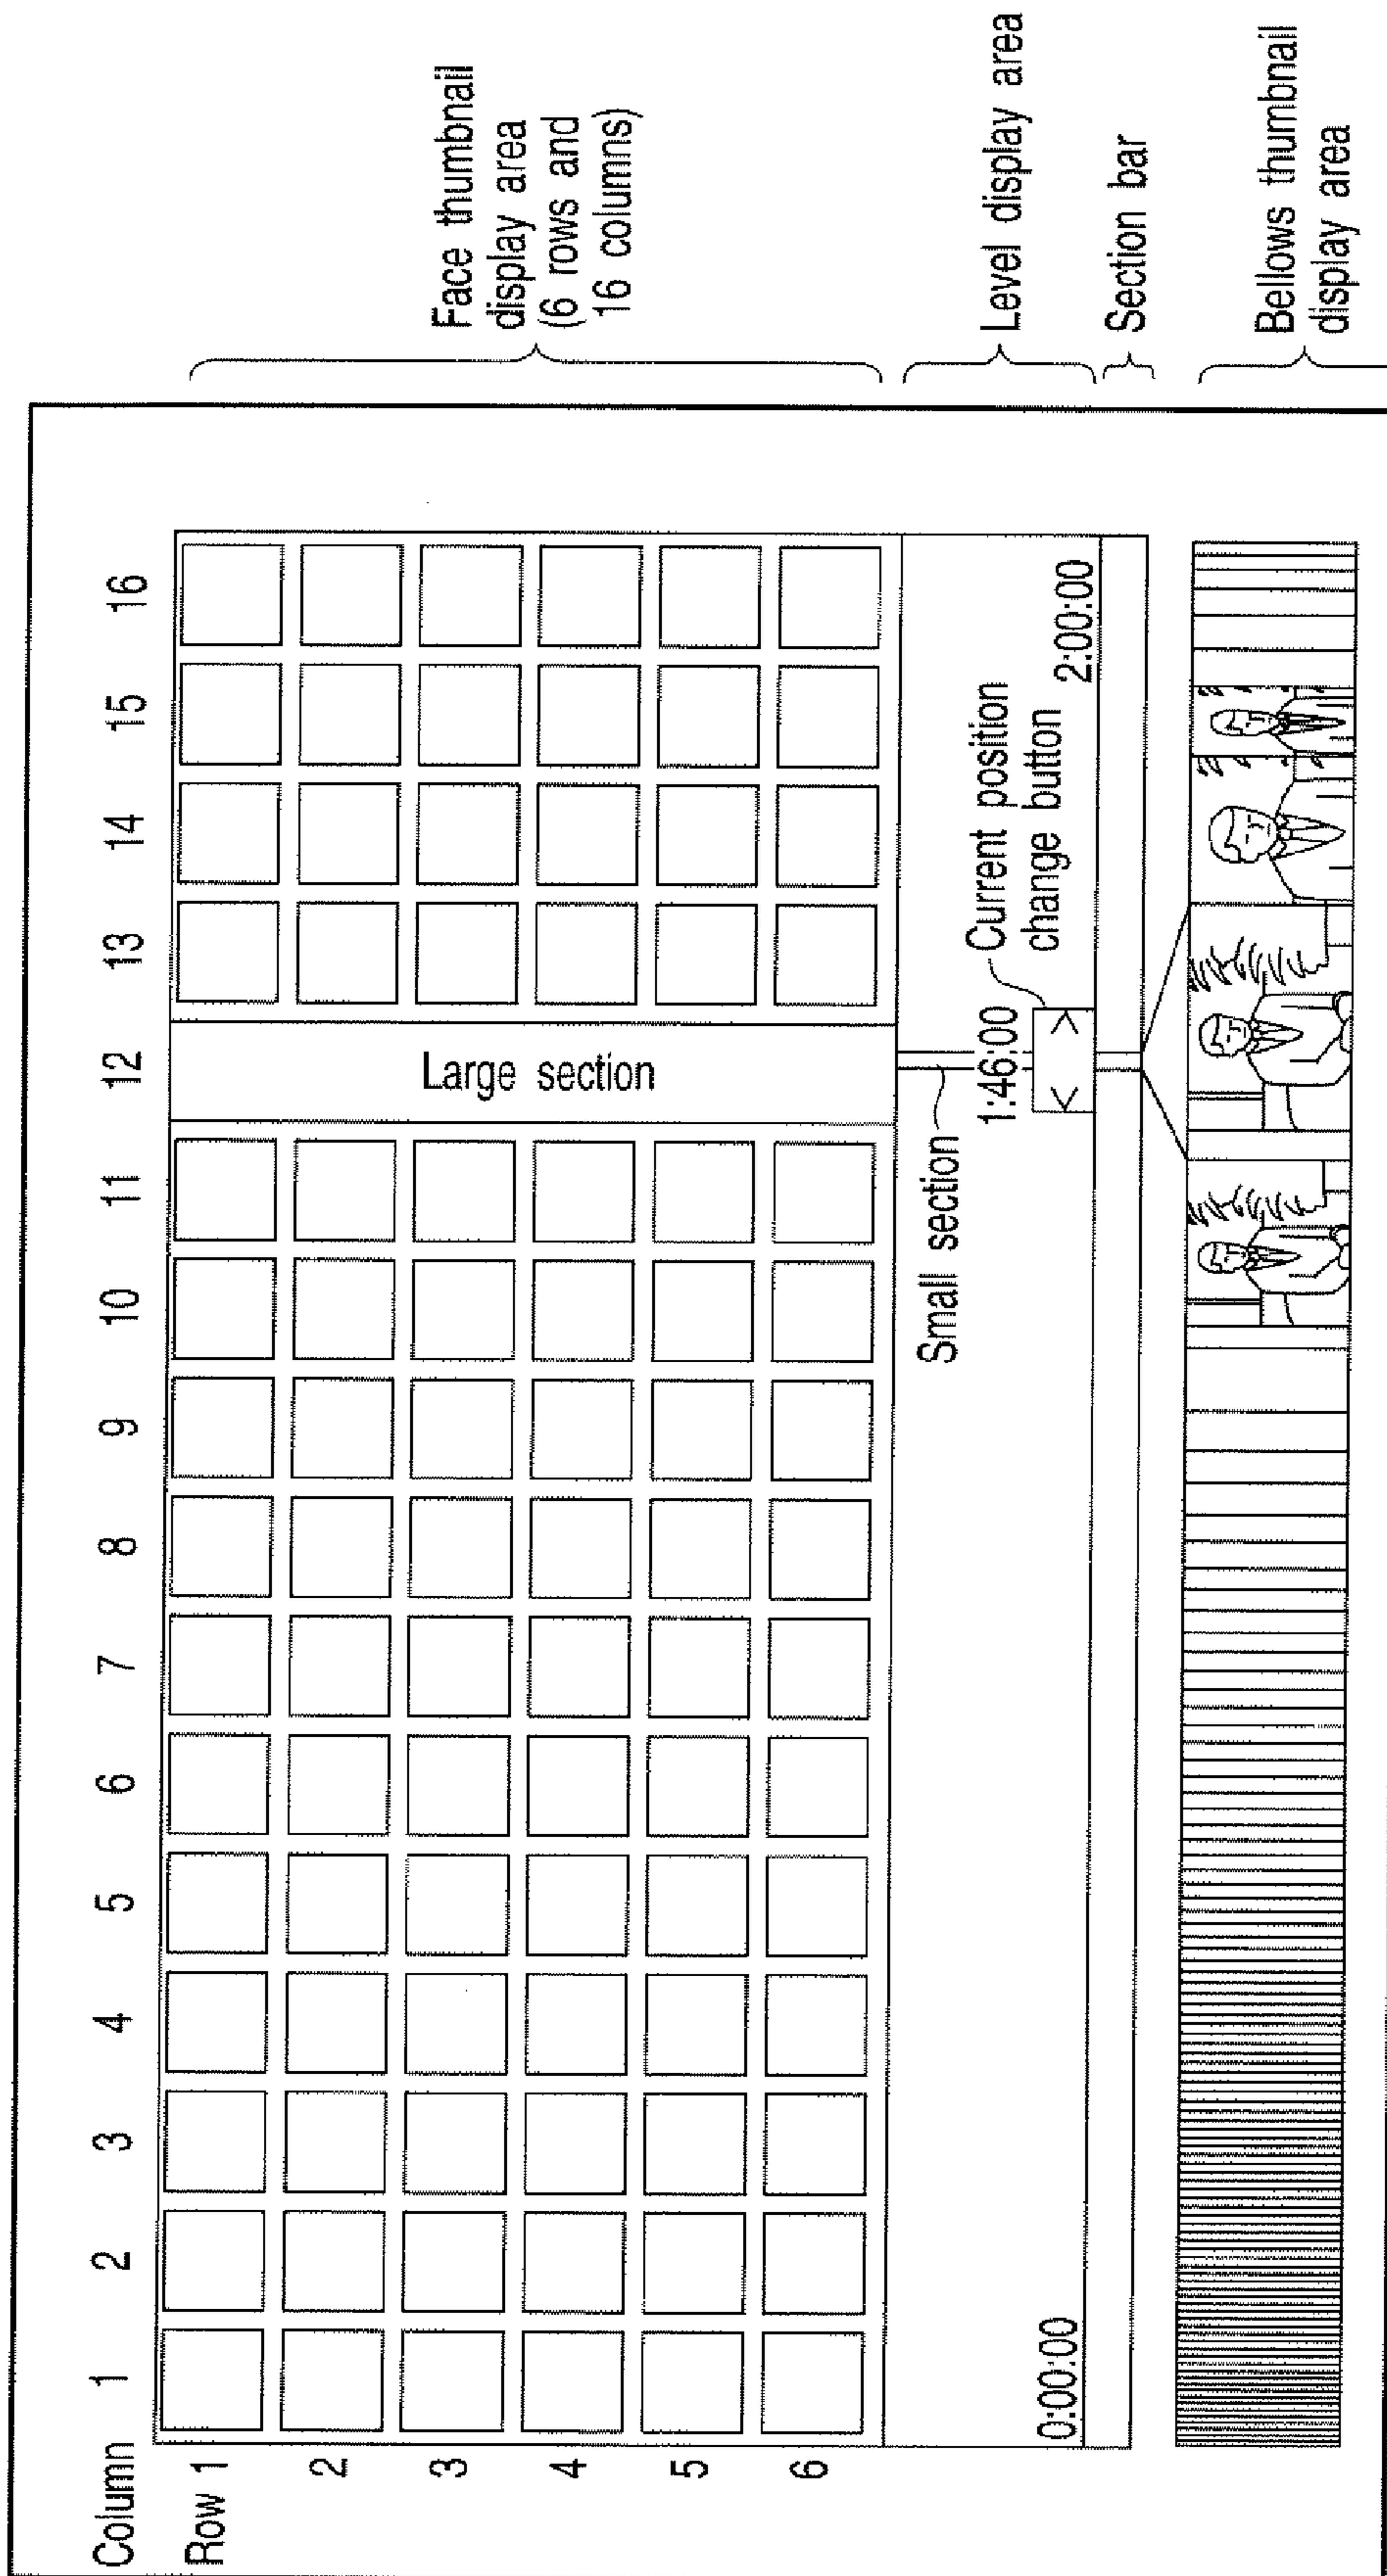 Column 1 2 3 4 5 6 7 8 9 10 11 12 13 14 15 16
Row 1
2
3
4
5
6
Large section
Face thumbnail
display area
(6 rows and
16 columns)
Small section
1:46:00
Current position
change button
0:00:00
2:00:00
< >
Level display area
Section bar
Bellows thumbnail
display area